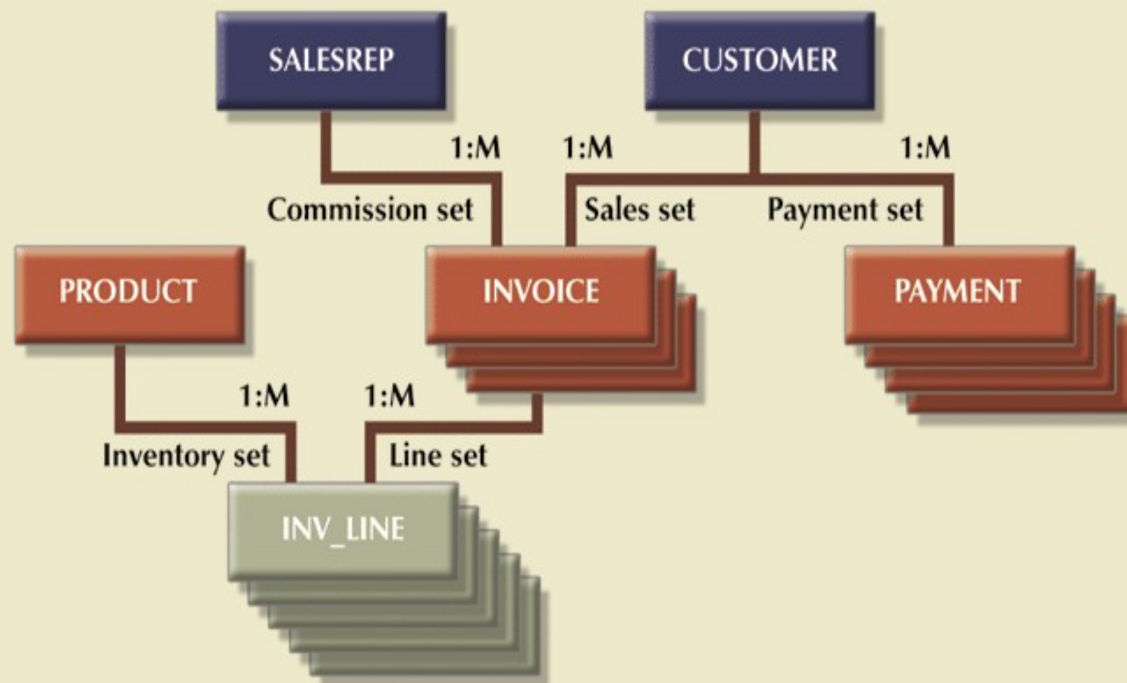 SALESREP
CUSTOMER
1:M
1:M
1:M
Commission set
Sales set
Payment set
PRODUCT
INVOICE
PAYMENT
1:M
1:M
Inventory set
Line set
INV_LINE